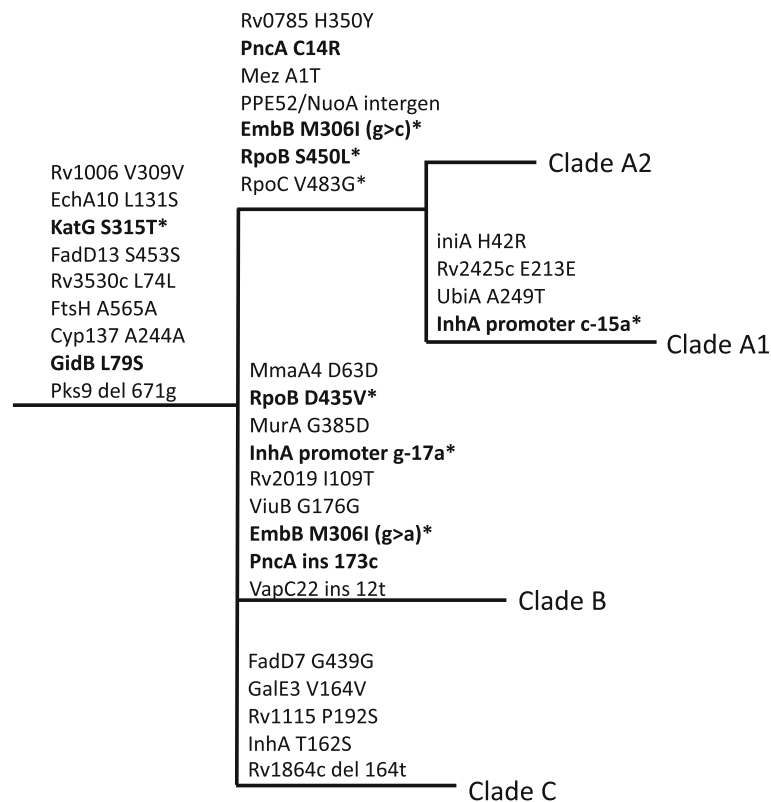 Rv0785 H350Y
PncA C14R
Mez A1T
PPE52/NuoA intergen
EmbB M306I (g>c)*
RpoB S450L*
RpoC V483G*
Clade A2
Rv1006 V309V
EchA10 L131S
KatG S315T*
FadD13 S453S
Rv3530c L74L
FtsH A565A
Cyp137 A244A
GidB L79S
Pks9 del 671g
iniA H42R
Rv2425c E213E
UbiA A249T
InhA promoter c-15a*
Clade A1
MmaA4 D63D
RpoB D435V*
MurA G385D
InhA promoter g-17a*
Rv2019 I109T
ViuB G176G
EmbB M306I (g>a)*
PncA ins 173c
VapC22 ins 12t
Clade B
FadD7 G439G
GalE3 V164V
Rv1115 P192S
InhA T162S
Rv1864c del 164t
Clade C